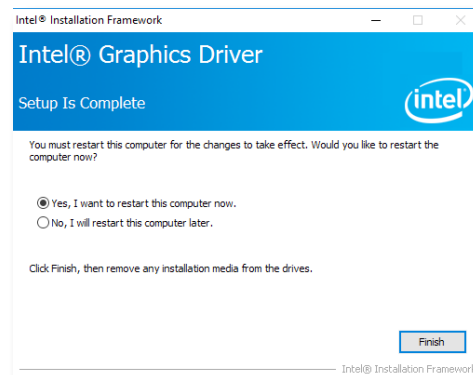 Intel® Installation Framework
Intel® Graphics Driver
Setup Is Complete
intel
You must restart this computer for the changes to take effect. Would you like to restart the
computer now?
Yes, I want to restart this computer now.
No, I will restart this computer later.
Click Finish, then remove any installation media from the drives.
Finish
Intel® Installation Framework